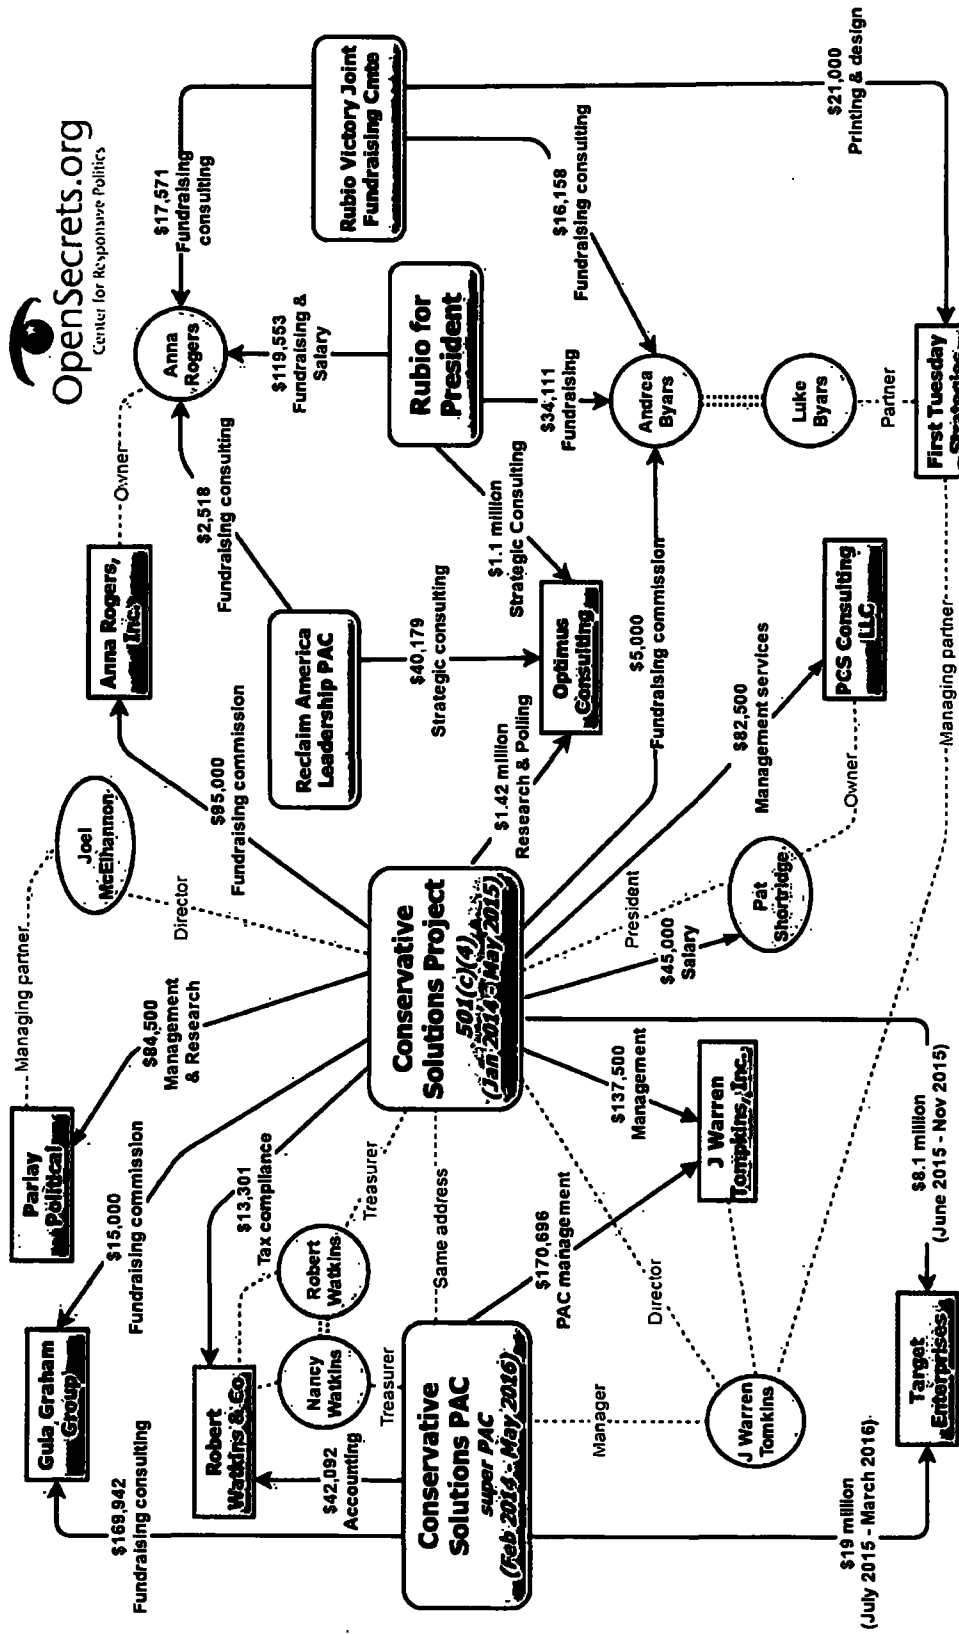 OpenSecrets.org
Center for Responsive Politics
Gula Graham
Group
Parlay
Political
Joel
McElhannon
Anna Rogers,
Inc.
Anna
Rogers
Managing partner
Owner
$169,942
Fundraising consulting
$15,000
Fundraising commission
$84,500
Management
& Research
Director
$95,000
Fundraising commission
$2,518
Fundraising consulting
$17,571
Fundraising
consulting
$119,553
Fundraising &
Salary
Robert
Watkins & Co
$13,301
Tax compliance
Nancy
Watkins
Robert
Watkins
Treasurer
Treasurer
$42,092
Accounting
Reclaim America
Leadership PAC
Rubio Victory Joint
Fundraising Cmte
Rubio for
President
Conservative
Solutions PAC
super PAC
(Feb 2014 - May 2016)
Same address
Conservative
Solutions Project
501(c)(4)
(Jan 2014 - May 2015)
$40,179
Strategic consulting
$1.42 million
Research & Polling
$1.1 million
Strategic Consulting
Optimus
Consulting
$34,111
Fundraising
$16,158
Fundraising consulting
Andrea
Byars
$170,696
PAC management
$137,500
Management
Manager
Director
President
$45,000
Salary
$5,000
Fundraising commission
$82,500
Management services
J Warren
Tomkins
J Warren
Tompkins, Inc.
Pat
Shortridge
Owner
PCS Consulting
LLC
Luke
Byars
Partner
$21,000
Printing & design
$19 million
(July 2015 - March 2016)
Target
Enterprises
$8.1 million
(June 2015 - Nov 2015)
Managing partner
First Tuesday
Strategies